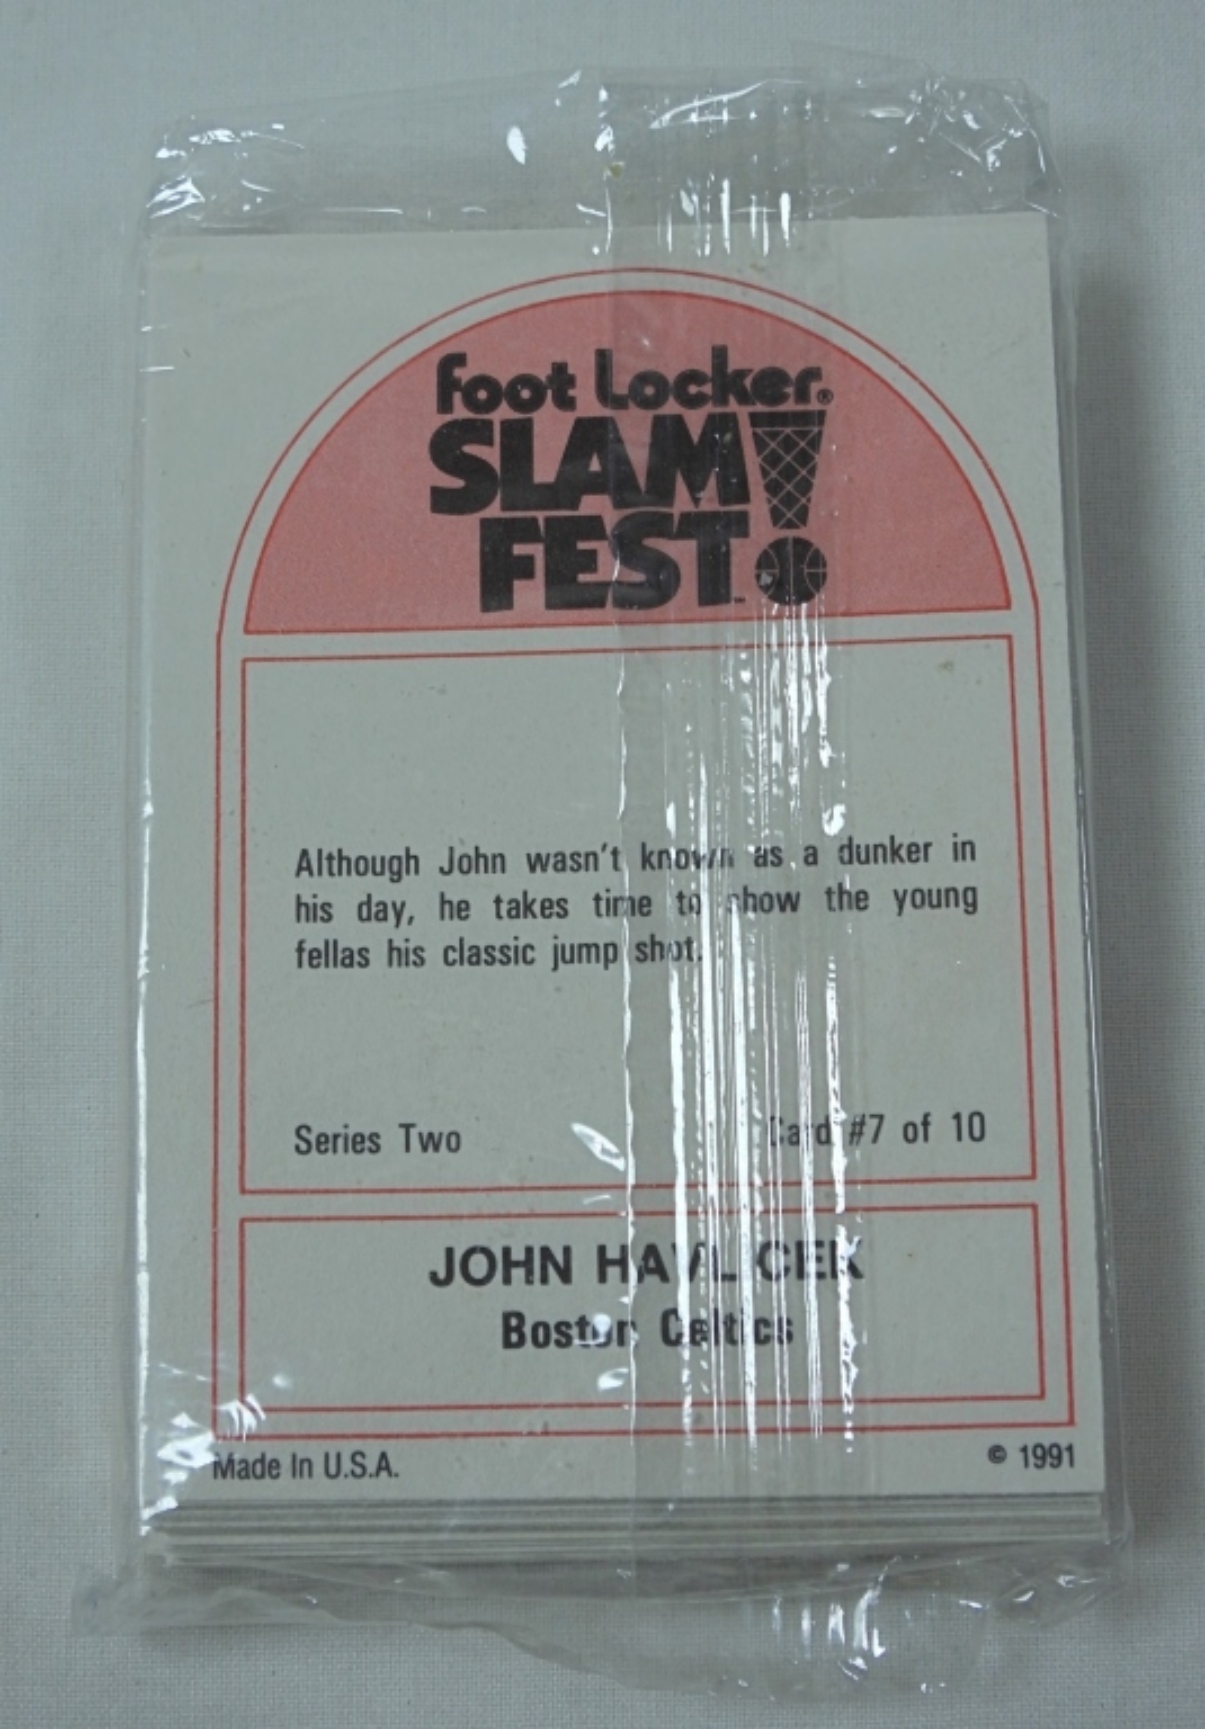 foot Locker®
SLAM
FEST!™
Although John wasn't known as a dunker in
his day, he takes time to show the young
fellas his classic jump shot.
Series Two Card #7 of 10
JOHN HAVLICEK
Boston Celtics
Made In U.S.A. © 1991